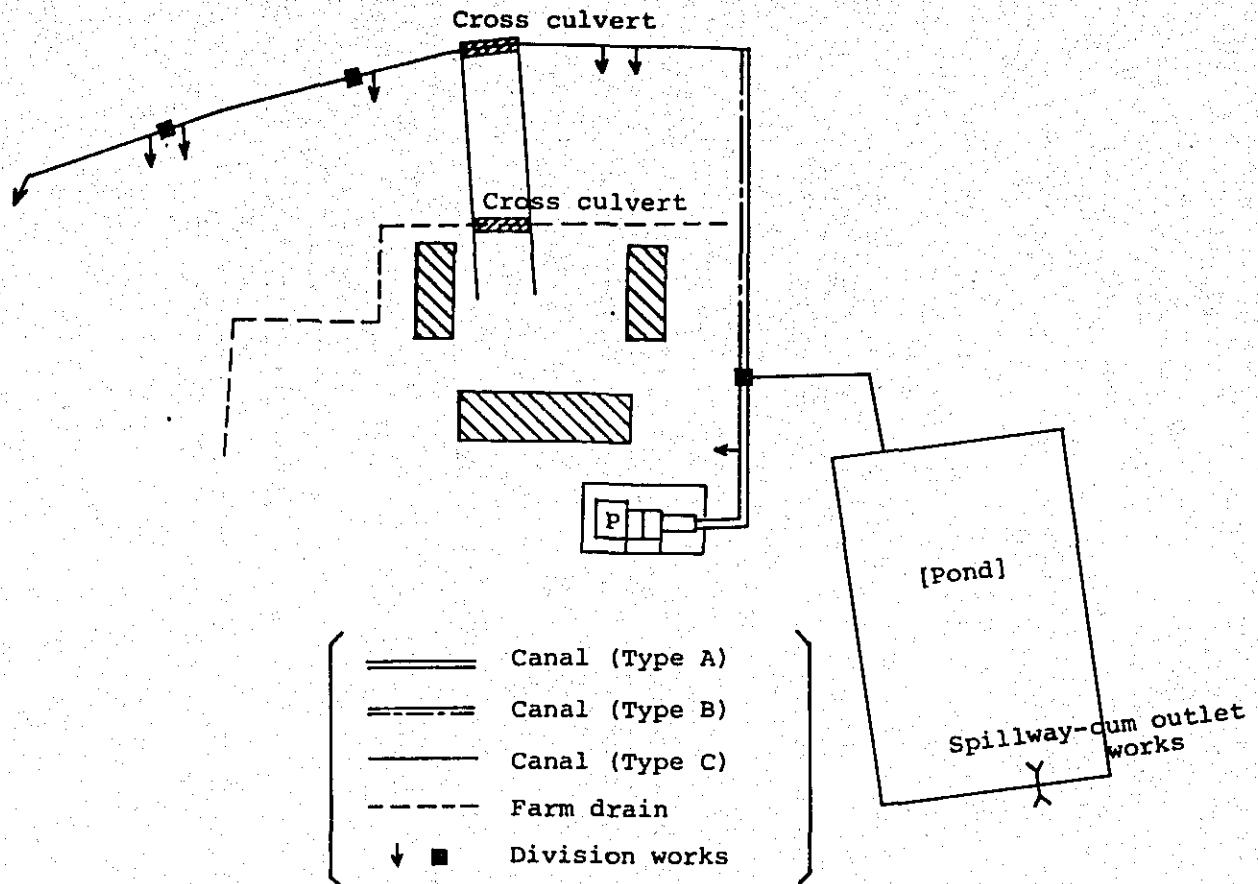 Cross culvert
Cross culvert
P
[Pond]
Spillway-cum outlet
works
Canal (Type A)
Canal (Type B)
Canal (Type C)
Farm drain
Division works